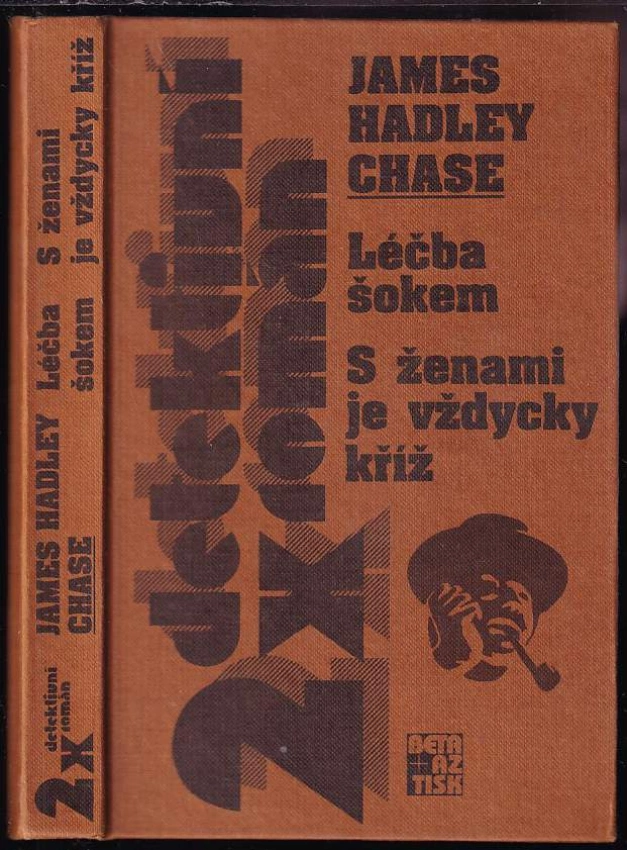 JAMES HADLEY
CHASE
Léčba
šokem
S ženami
je vždycky kříž
2x
detektivní
román
2x
detektivní
román
JAMES
HADLEY
CHASE
Léčba
šokem
S ženami
je vždycky
kříž
BETA
+AZ
TISK